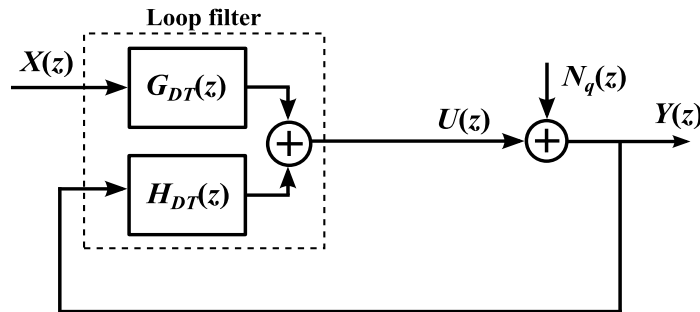 Loop filter
X(z)
G_DT(z)
N_q(z)
U(z)
Y(z)
H_DT(z)